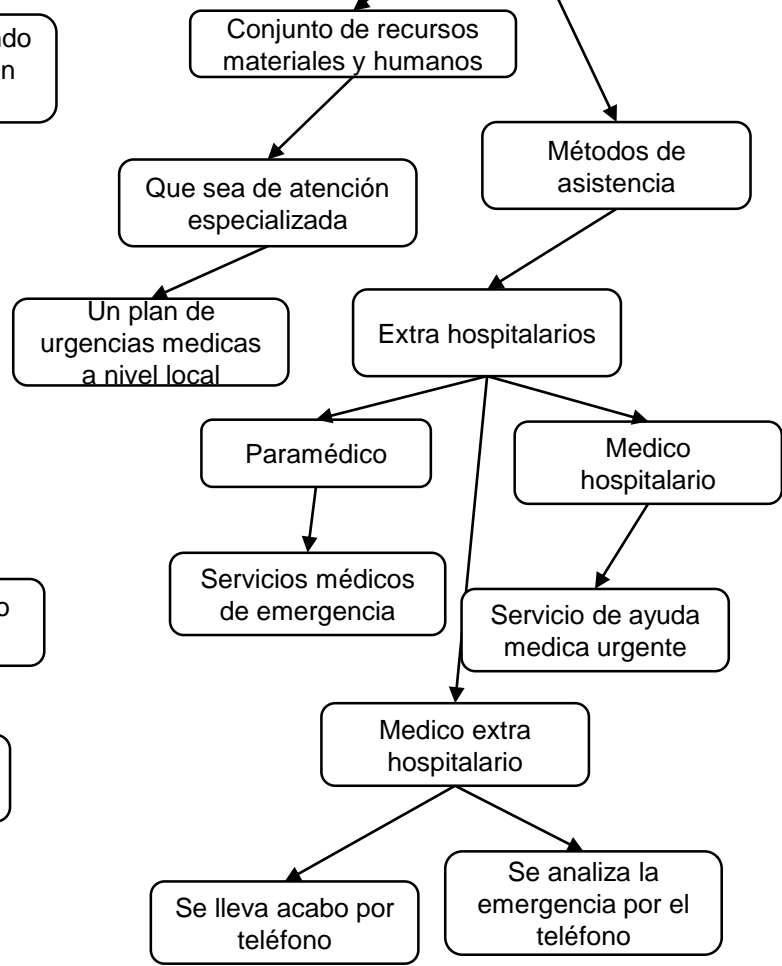 Conjunto de recursos
materiales y humanos
Métodos de
asistencia
Que sea de atención
especializada
Un plan de
urgencias medicas
a nivel local
Extra hospitalarios
Paramédico
Medico
hospitalario
Servicios médicos
de emergencia
Servicio de ayuda
medica urgente
Medico extra
hospitalario
Se lleva acabo por
teléfono
Se analiza la
emergencia por el
teléfono